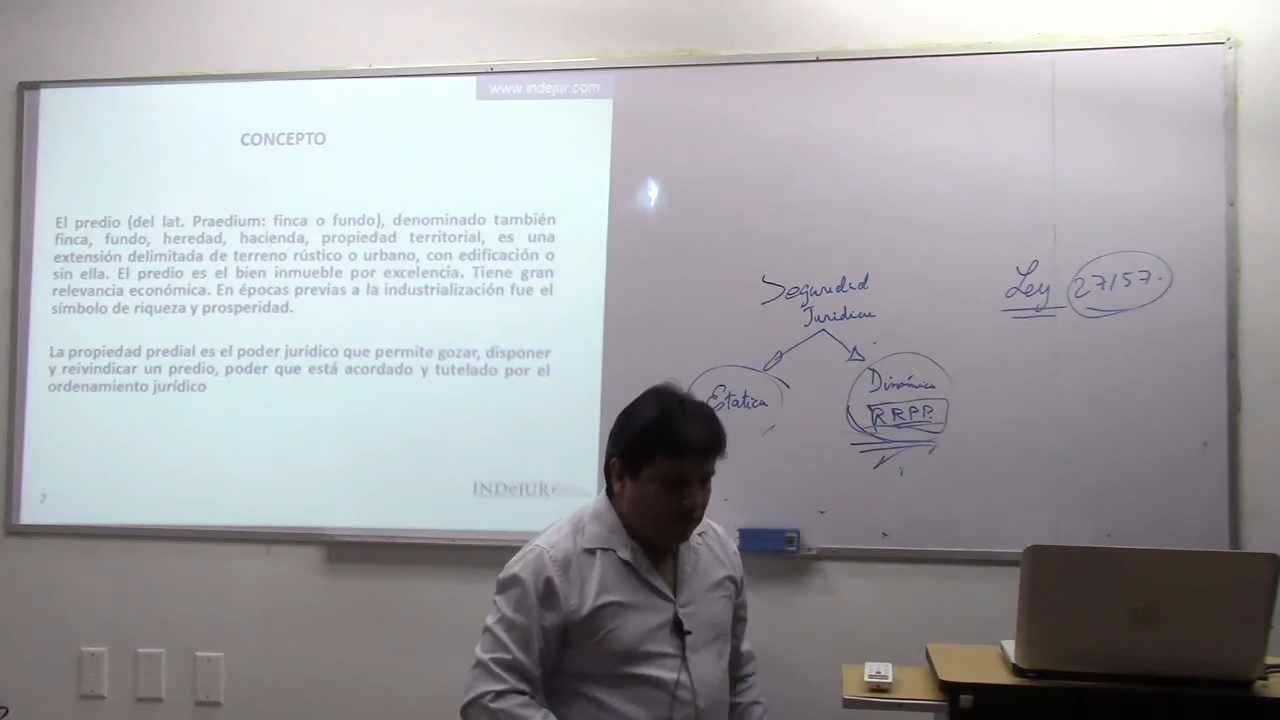 www.indejur.com
CONCEPTO
El predio (del lat. Praedium: finca o fundo), denominado también
finca, fundo, heredad, hacienda, propiedad territorial, es una
extensión delimitada de terreno rústico o urbano, con edificación o
sin ella. El predio es el bien inmueble por excelencia. Tiene gran
relevancia económica. En épocas previas a la industrialización fue el
símbolo de riqueza y prosperidad.
La propiedad predial es el poder jurídico que permite gozar, disponer
y reivindicar un predio, poder que está acordado y tutelado por el
ordenamiento jurídico
2
INDeJUR
Seguridad
Jurídica
Estatica
Dinámica
RRPP.
Ley 27157.